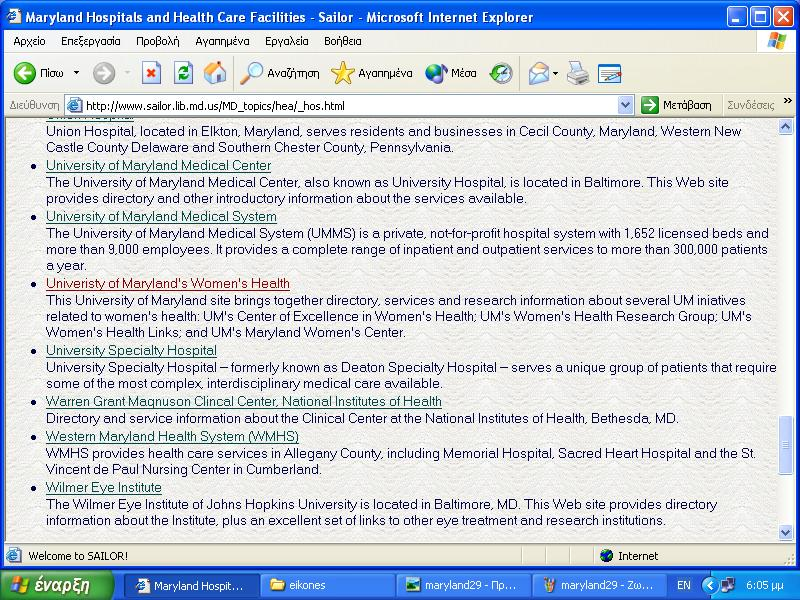 Maryland Hospitals and Health Care Facilities - Sailor - Microsoft Internet Explorer
Αρχείο Επεξεργασία Προβολή Αγαπημένα Εργαλεία Βοήθεια
Πίσω Αναζήτηση Αγαπημένα Μέσα
Διεύθυνση http://www.sailor.lib.md.us/MD_topics/hea/_hos.html Μετάβαση Συνδέσεις »
Union Hospital
Union Hospital, located in Elkton, Maryland, serves residents and businesses in Cecil County, Maryland, Western New
Castle County Delaware and Southern Chester County, Pennsylvania.
University of Maryland Medical Center
The University of Maryland Medical Center, also known as University Hospital, is located in Baltimore. This Web site
provides directory and other introductory information about the services available.
University of Maryland Medical System
The University of Maryland Medical System (UMMS) is a private, not-for-profit hospital system with 1,652 licensed beds and
more than 9,000 employees. It provides a complete range of inpatient and outpatient services to more than 300,000 patients
a year.
Univeristy of Maryland's Women's Health
This University of Maryland site brings together directory, services and research information about several UM iniatives
related to women's health: UM's Center of Excellence in Women's Health; UM's Women's Health Research Group; UM's
Women's Health Links; and UM's Maryland Women's Center.
University Specialty Hospital
University Specialty Hospital – formerly known as Deaton Specialty Hospital – serves a unique group of patients that require
some of the most complex, interdisciplinary medical care available.
Warren Grant Magnuson Clincal Center, National Institutes of Health
Directory and service information about the Clinical Center at the National Institutes of Health, Bethesda, MD.
Western Maryland Health System (WMHS)
WMHS provides health care services in Allegany County, including Memorial Hospital, Sacred Heart Hospital and the St.
Vincent de Paul Nursing Center in Cumberland.
Wilmer Eye Institute
The Wilmer Eye Institute of Johns Hopkins University is located in Baltimore, MD. This Web site provides directory
information about the Institute, plus an excellent set of links to other eye treatment and research institutions.
Welcome to SAILOR! Internet
έναρξη Maryland Hospit... eikones maryland29 - Πρ... maryland29 - Ζω... EN 6:05 μμ